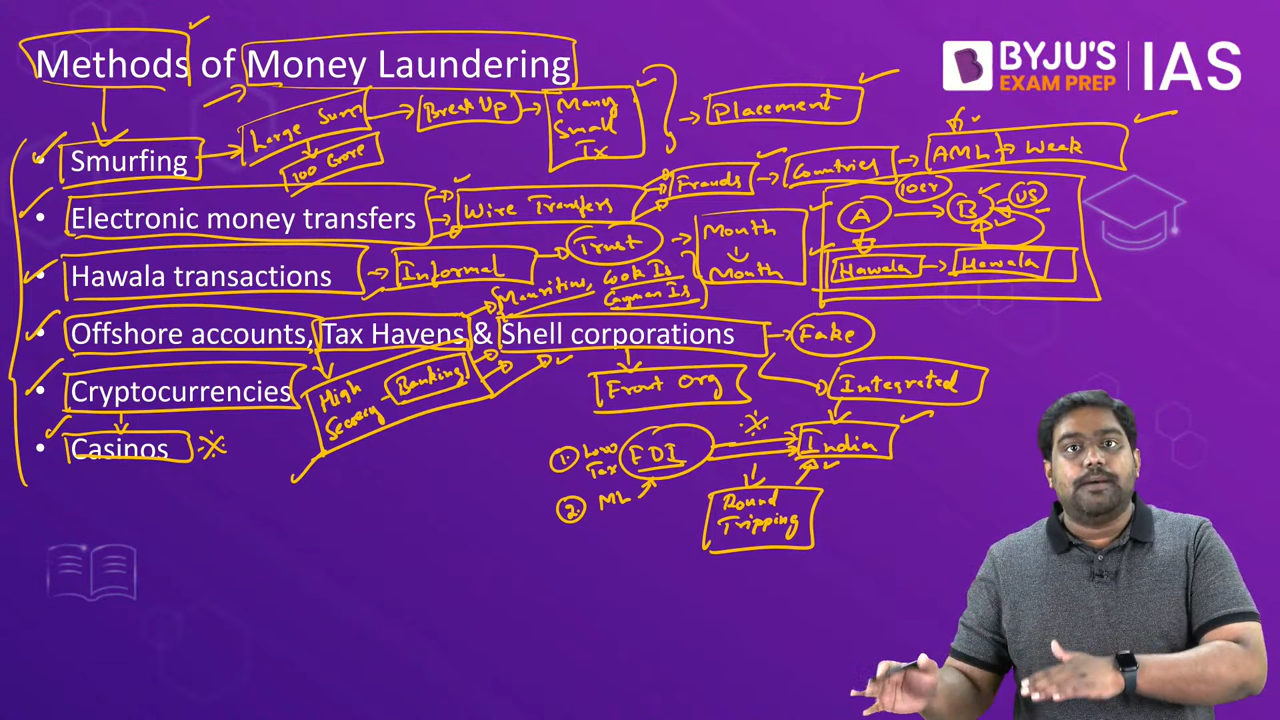 Methods of Money Laundering
BYJU'S
EXAM PREP
IAS
• Smurfing
Large Sum
100 Crore
Break Up
Many
Small
Tx
Placement
• Electronic money transfers
Wire Transfers
Frauds
Countries
AML
Weak
• Hawala transactions
Informal
Trust
Month
Month
A
10cr
B
US
Hawala
Hawala
Mauritius,
Cook Is
Cayman Is
• Offshore accounts, Tax Havens & Shell corporations
Fake
• Cryptocurrencies
High
Secrecy
Banking
Front Org
Integrated
• Casinos
1. Low
Tax
FDI
India
2. ML
Round
Tripping